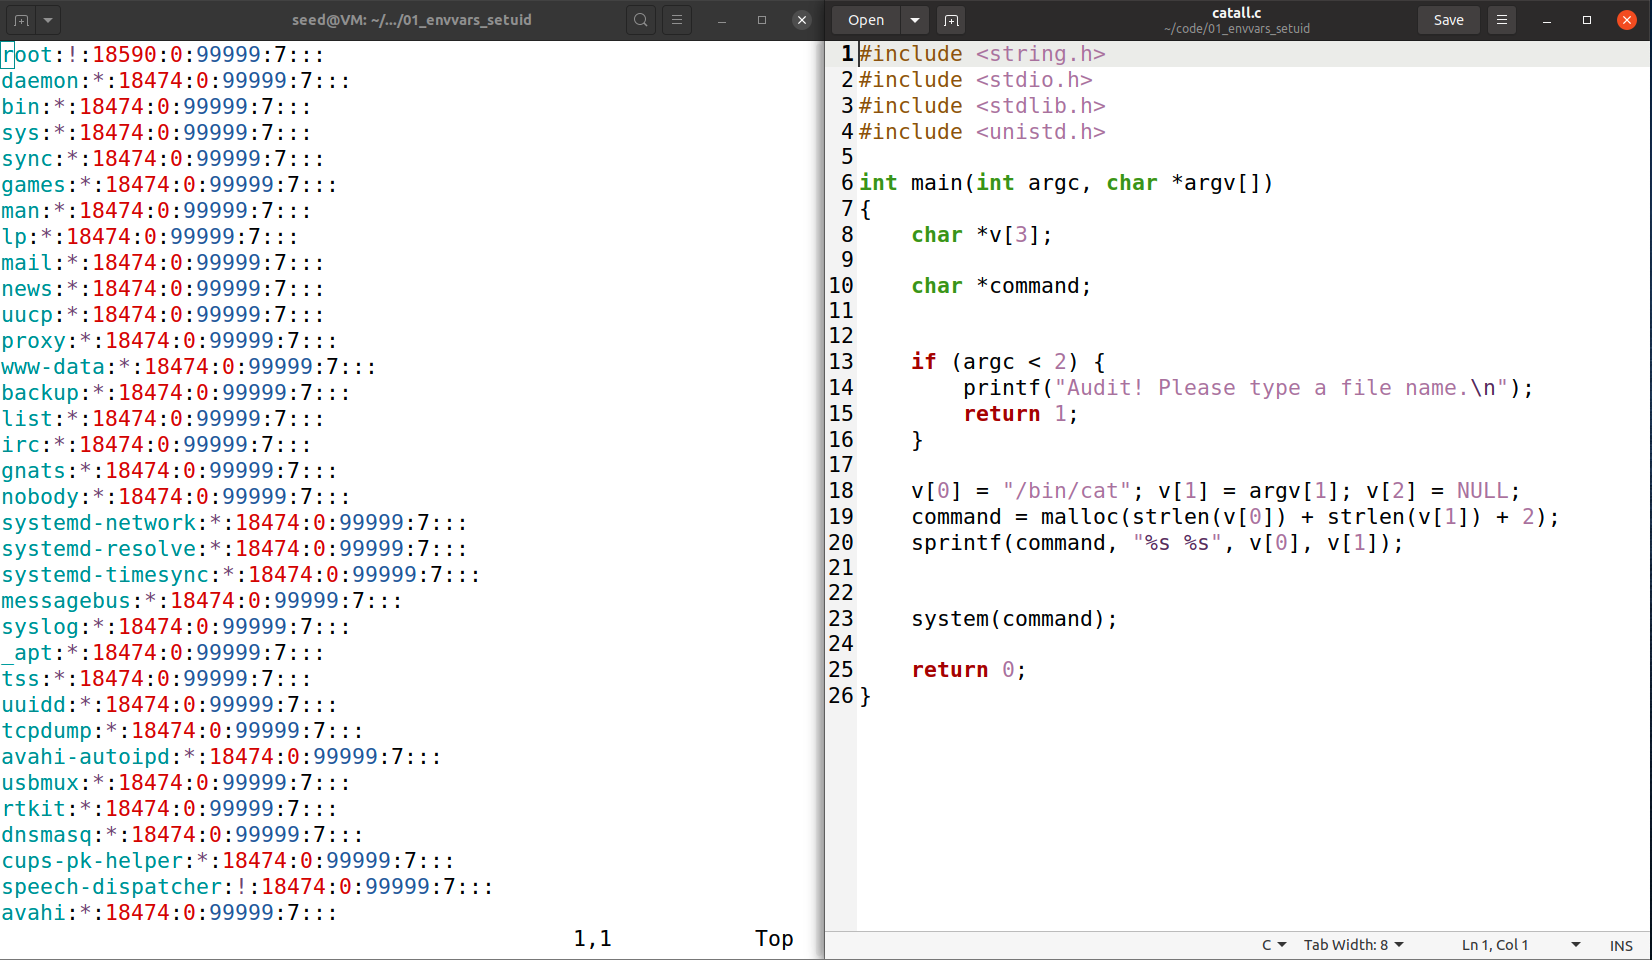 seed@VM: ~/.../01_envvars_setuid
root:!:18590:0:99999:7:::
daemon:*:18474:0:99999:7:::
bin:*:18474:0:99999:7:::
sys:*:18474:0:99999:7:::
sync:*:18474:0:99999:7:::
games:*:18474:0:99999:7:::
man:*:18474:0:99999:7:::
lp:*:18474:0:99999:7:::
mail:*:18474:0:99999:7:::
news:*:18474:0:99999:7:::
uucp:*:18474:0:99999:7:::
proxy:*:18474:0:99999:7:::
www-data:*:18474:0:99999:7:::
backup:*:18474:0:99999:7:::
list:*:18474:0:99999:7:::
irc:*:18474:0:99999:7:::
gnats:*:18474:0:99999:7:::
nobody:*:18474:0:99999:7:::
systemd-network:*:18474:0:99999:7:::
systemd-resolve:*:18474:0:99999:7:::
systemd-timesync:*:18474:0:99999:7:::
messagebus:*:18474:0:99999:7:::
syslog:*:18474:0:99999:7:::
_apt:*:18474:0:99999:7:::
tss:*:18474:0:99999:7:::
uuidd:*:18474:0:99999:7:::
tcpdump:*:18474:0:99999:7:::
avahi-autoipd:*:18474:0:99999:7:::
usbmux:*:18474:0:99999:7:::
rtkit:*:18474:0:99999:7:::
dnsmasq:*:18474:0:99999:7:::
cups-pk-helper:*:18474:0:99999:7:::
speech-dispatcher:!:18474:0:99999:7:::
avahi:*:18474:0:99999:7:::
1,1 Top
Open
catall.c
~/code/01_envvars_setuid
Save
1 #include <string.h>
2 #include <stdio.h>
3 #include <stdlib.h>
4 #include <unistd.h>
5
6 int main(int argc, char *argv[])
7 {
8     char *v[3];
9
10     char *command;
11
12
13     if (argc < 2) {
14         printf("Audit! Please type a file name.\n");
15         return 1;
16     }
17
18     v[0] = "/bin/cat"; v[1] = argv[1]; v[2] = NULL;
19     command = malloc(strlen(v[0]) + strlen(v[1]) + 2);
20     sprintf(command, "%s %s", v[0], v[1]);
21
22
23     system(command);
24
25     return 0;
26 }
C Tab Width: 8 Ln 1, Col 1 INS